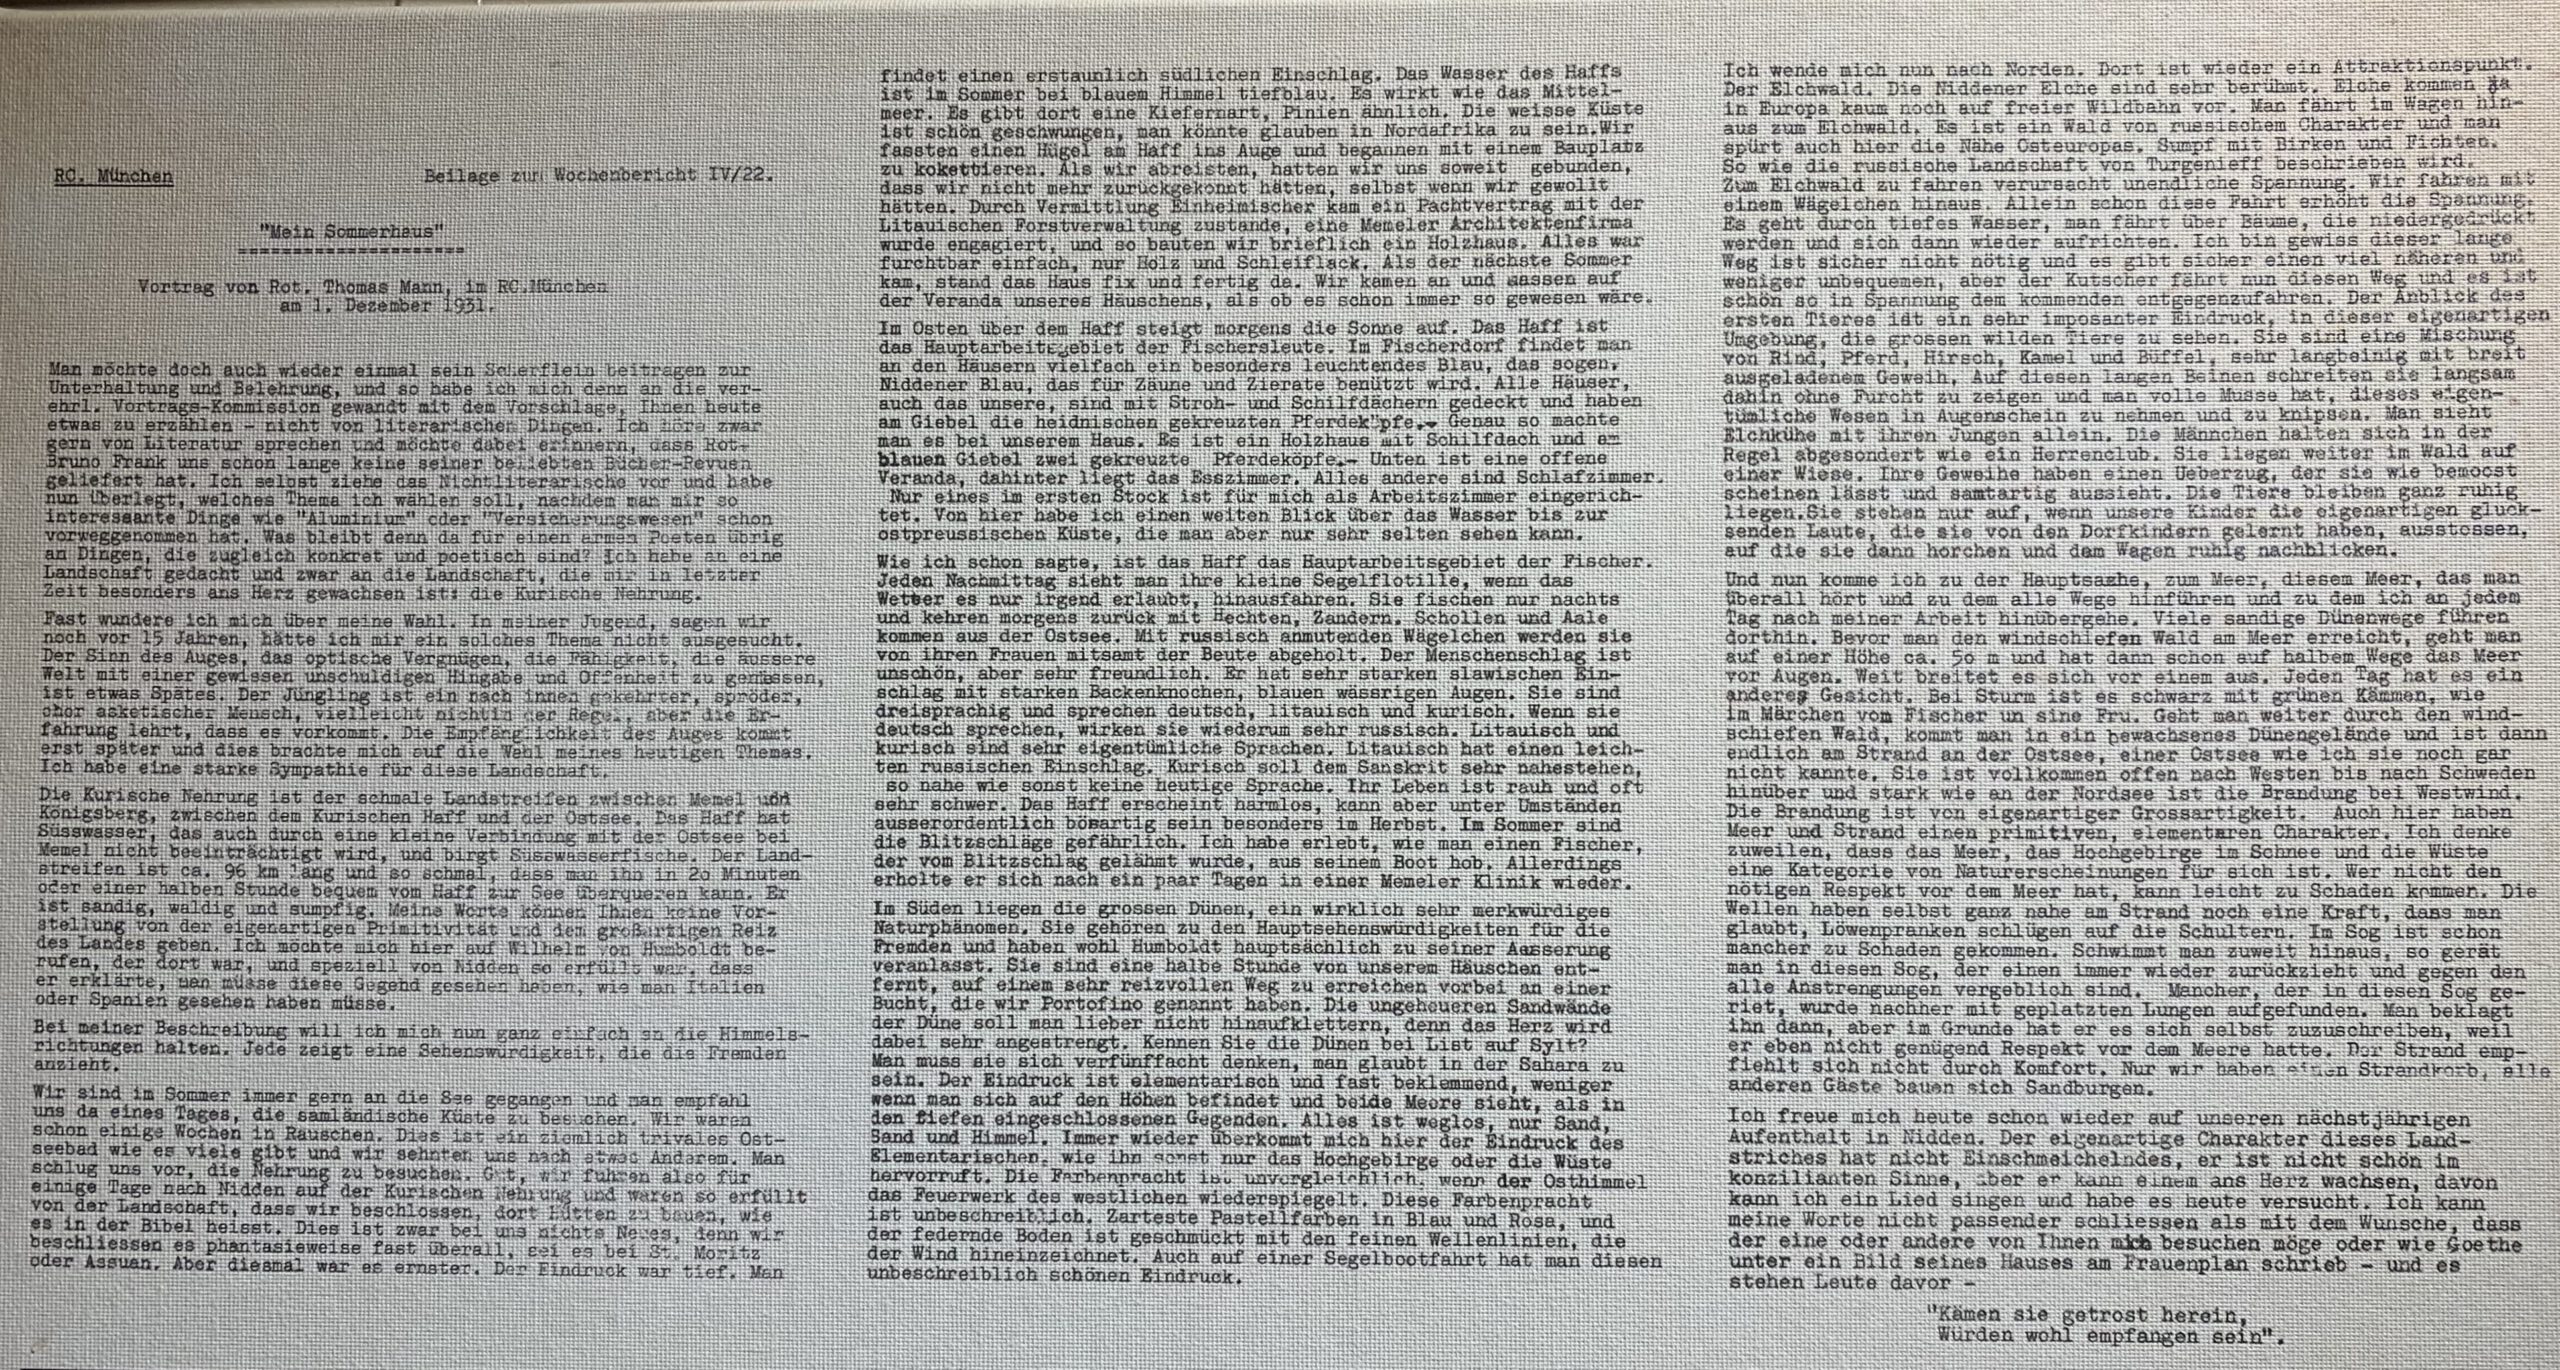 RC. München
Beilage zum Wochenbericht IV/22.
"Mein Sommerhaus"
=====================
Vortrag von Rot. Thomas Mann, im RC.München
am 1. Dezember 1931.
Man möchte doch auch wieder einmal sein Scherflein beitragen zur
Unterhaltung und Belehrung, und so habe ich mich denn an die ver-
ehrl. Vortrags-Kommission gewandt mit dem Vorschlage, Ihnen heute
etwas zu erzählen - nicht von literarischen Dingen. Ich höre zwar
gern von Literatur sprechen und möchte dabei erinnern, dass Rot.
Bruno Frank uns schon lange keine seiner beliebten Bücher-Revuen
geliefert hat. Ich selbst ziehe das Nichtliterarische vor und habe
nun überlegt, welches Thema ich wählen soll, nachdem man mir so
interessante Dinge wie "Aluminium" oder "Versicherungswesen" schon
vorweggenommen hat. Was bleibt denn da für einen armen Poeten übrig
an Dingen, die zugleich konkret und poetisch sind? Ich habe an eine
Landschaft gedacht und zwar an die Landschaft, die mir in letzter
Zeit besonders ans Herz gewachsen ist: die Kurische Nehrung.
Fast wundere ich mich über meine Wahl. In meiner Jugend, sagen wir
noch vor 15 Jahren, hätte ich mir ein solches Thema nicht ausgesucht.
Der Sinn des Auges, das optische Vergnügen, die Fähigkeit, die äussere
Welt mit einer gewissen unschuldigen Hingabe und Offenheit zu geniessen,
ist etwas Spätes. Der Jüngling ist ein nach innen gekehrter, spröder,
eher asketischer Mensch, vielleicht nichtin der Regel, aber die Er-
fahrung lehrt, dass es vorkommt. Die Empfänglichkeit des Auges kommt
erst später und dies brachte mich auf die Wahl meines heutigen Themas.
Ich habe eine starke Sympathie für diese Landschaft.
Die Kurische Nehrung ist der schmale Landstreifen zwischen Memel und
Königsberg, zwischen dem Kurischen Haff und der Ostsee. Das Haff hat
Süsswasser, das auch durch eine kleine Verbindung mit der Ostsee bei
Memel nicht beeinträchtigt wird, und birgt Süsswasserfische. Der Land-
streifen ist ca. 96 km lang und so schmal, dass man ihn in 2o Minuten
oder einer halben Stunde bequem vom Haff zur See überqueren kann. Er
ist sandig, waldig und sumpfig. Meine Worte können Ihnen keine Vor-
stellung von der eigenartigen Primitivität und dem großartigen Reiz
des Landes geben. Ich möchte mich hier auf Wilhelm von Humboldt be-
rufen, der dort war, und speziell von Nidden so erfüllt war, dass
er erklärte, man müsse diese Gegend gesehen haben, wie man Italien
oder Spanien gesehen haben müsse.
Bei meiner Beschreibung will ich mich nun ganz einfach an die Himmels-
richtungen halten. Jede zeigt eine Sehenswürdigkeit, die die Fremden
anzieht.
Wir sind im Sommer immer gern an die See gegangen und man empfahl
uns da eines Tages, die samländische Küste zu besuchen. Wir waren
schon einige Wochen in Rauschen. Dies ist ein ziemlich trivales Ost-
seebad wie es viele gibt und wir sehnten uns nach etwas Anderem. Man
schlug uns vor, die Nehrung zu besuchen. Gut, wir fuhren also für
einige Tage nach Nidden auf der Kurischen Nehrung und waren so erfüllt
von der Landschaft, dass wir beschlossen, dort Hütten zu bauen, wie
es in der Bibel heisst. Dies ist zwar bei uns nichts Neues, denn wir
beschliessen es phantasieweise fast überall, sei es bei St. Moritz
oder Assuan. Aber diesmal war es ernster. Der Eindruck war tief. Man
findet einen erstaunlich südlichen Einschlag. Das Wasser des Haffs
ist im Sommer bei blauem Himmel tiefblau. Es wirkt wie das Mittel-
meer. Es gibt dort eine Kiefernart, Pinien ähnlich. Die weisse Küste
ist schön geschwungen, man könnte glauben in Nordafrika zu sein.Wir
fassten einen Hügel am Haff ins Auge und begannen mit einem Bauplatz
zu kokettieren. Als wir abreisten, hatten wir uns soweit gebunden,
dass wir nicht mehr zurückgekonnt hätten, selbst wenn wir gewollt
hätten. Durch Vermittlung Einheimischer kam ein Pachtvertrag mit der
Litauischen Forstverwaltung zustande, eine Memeler Architektenfirma
wurde engagiert, und so bauten wir brieflich ein Holzhaus. Alles war
furchtbar einfach, nur Holz und Schleiflack. Als der nächste Sommer
kam, stand das Haus fix und fertig da. Wir kamen an und sassen auf
der Veranda unseres Häuschens, als ob es schon immer so gewesen wäre.
Im Osten über dem Haff steigt morgens die Sonne auf. Das Haff ist
das Hauptarbeitsgebiet der Fischersleute. Im Fischerdorf findet man
an den Häusern vielfach ein besonders leuchtendes Blau, das sogen.
Niddener Blau, das für Zäune und Zierate benützt wird. Alle Häuser,
auch das unsere, sind mit Stroh- und Schilfdächern gedeckt und haben
am Giebel die heidnischen gekreuzten Pferdek"pfe.- Genau so machte
man es bei unserem Haus. Es ist ein Holzhaus mit Schilfdach und am
blauen Giebel zwei gekreuzte Pferdeköpfe.- Unten ist eine offene
Veranda, dahinter liegt das Esszimmer. Alles andere sind Schlafzimmer.
Nur eines im ersten Stock ist für mich als Arbeitszimmer eingerich-
tet. Von hier habe ich einen weiten Blick über das Wasser bis zur
ostpreussischen Küste, die man aber nur sehr selten sehen kann.
Wie ich schon sagte, ist das Haff das Hauptarbeitsgebiet der Fischer.
Jeden Nachmittag sieht man ihre kleine Segelflotille, wenn das
Wetter es nur irgend erlaubt, hinausfahren. Sie fischen nur nachts
und kehren morgens zurück mit Hechten, Zandern. Schollen und Aale
kommen aus der Ostsee. Mit russisch anmutenden Wägelchen werden sie
von ihren Frauen mitsamt der Beute abgeholt. Der Menschenschlag ist
unschön, aber sehr freundlich. Er hat sehr starken slawischen Ein-
schlag mit starken Backenknochen, blauen wässrigen Augen. Sie sind
dreisprachig und sprechen deutsch, litauisch und kurisch. Wenn sie
deutsch sprechen, wirken sie wiederum sehr russisch. Litauisch und
kurisch sind sehr eigentümliche Sprachen. Litauisch hat einen leich-
ten russischen Einschlag. Kurisch soll dem Sanskrit sehr nahestehen,
so nahe wie sonst keine heutige Sprache. Ihr Leben ist rauh und oft
sehr schwer. Das Haff erscheint harmlos, kann aber unter Umständen
ausserordentlich bösartig sein besonders im Herbst. Im Sommer sind
die Blitzschläge gefährlich. Ich habe erlebt, wie man einen Fischer,
der vom Blitzschlag gelähmt wurde, aus seinem Boot hob. Allerdings
erholte er sich nach ein paar Tagen in einer Memeler Klinik wieder.
Im Süden liegen die grossen Dünen, ein wirklich sehr merkwürdiges
Naturphänomen. Sie gehören zu den Hauptsehenswürdigkeiten für die
Fremden und haben wohl Humboldt hauptsächlich zu seiner Aesserung
veranlasst. Sie sind eine halbe Stunde von unserem Häuschen ent-
fernt, auf einem sehr reizvollen Weg zu erreichen vorbei an einer
Bucht, die wir Portofino genannt haben. Die ungeheueren Sandwände
der Düne soll man lieber nicht hinaufklettern, denn das Herz wird
dabei sehr angestrengt. Kennen Sie die Dünen bei List auf Sylt?
Man muss sie sich verfünffacht denken, man glaubt in der Sahara zu
sein. Der Eindruck ist elementarisch und fast beklemmend, weniger
wenn man sich auf den Höhen befindet und beide Meere sieht, als in
den tiefen eingeschlossenen Gegenden. Alles ist weglos, nur Sand,
Sand und Himmel. Immer wieder überkommt mich hier der Eindruck des
Elementarischen, wie ihn sonst nur das Hochgebirge oder die Wüste
hervorruft. Die Farbenpracht ist unvergleichlich, wenn der Osthimmel
das Feuerwerk des westlichen wiederspiegelt. Diese Farbenpracht
ist unbeschreiblich. Zarteste Pastellfarben in Blau und Rosa, und
der federnde Boden ist geschmückt mit den feinen Wellenlinien, die
der Wind hineinzeichnet. Auch auf einer Segelbootfahrt hat man diesen
unbeschreiblich schönen Eindruck.
Ich wende mich nun nach Norden. Dort ist wieder ein Attraktionspunkt.
Der Elchwald. Die Niddener Elche sind sehr berühmt. Elche kommen ja
in Europa kaum noch auf freier Wildbahn vor. Man fährt im Wagen hin-
aus zum Elchwald. Es ist ein Wald von russischem Charakter und man
spürt auch hier die Nähe Osteuropas. Sumpf mit Birken und Fichten.
So wie die russische Landschaft von Turgenieff beschrieben wird.
Zum Elchwald zu fahren verursacht unendliche Spannung. Wir fahren mit
einem Wägelchen hinaus. Allein schon diese Fahrt erhöht die Spannung.
Es geht durch tiefes Wasser, man fährt über Bäume, die niedergedrückt
werden und sich dann wieder aufrichten. Ich bin gewiss dieser lange
Weg ist sicher nicht nötig und es gibt sicher einen viel näheren und
weniger unbequemen, aber der Kutscher fährt nun diesen Weg und es ist
schön so in Spannung dem kommenden entgegenzufahren. Der Anblick des
ersten Tieres ist ein sehr imposanter Eindruck, in dieser eigenartigen
Umgebung, die grossen wilden Tiere zu sehen. Sie sind eine Mischung
von Rind, Pferd, Hirsch, Kamel und Büffel, sehr langbeinig mit breit
ausgeladenem Geweih. Auf diesen langen Beinen schreiten sie langsam
dahin ohne Furcht zu zeigen und man volle Musse hat, dieses eigen-
tümliche Wesen in Augenschein zu nehmen und zu knipsen. Man sieht
Elchkühe mit ihren Jungen allein. Die Männchen halten sich in der
Regel abgesondert wie ein Herrenclub. Sie liegen weiter im Wald auf
einer Wiese. Ihre Geweihe haben einen Ueberzug, der sie wie bemoost
scheinen lässt und samtartig aussieht. Die Tiere bleiben ganz ruhig
liegen.Sie stehen nur auf, wenn unsere Kinder die eigenartigen gluck-
senden Laute, die sie von den Dorfkindern gelernt haben, ausstossen,
auf die sie dann horchen und dem Wagen ruhig nachblicken.
Und nun komme ich zu der Hauptsache, zum Meer, diesem Meer, das man
überall hört und zu dem alle Wege hinführen und zu dem ich an jedem
Tag nach meiner Arbeit hinübergehe. Viele sandige Dünenwege führen
dorthin. Bevor man den windschiefen Wald am Meer erreicht, geht man
auf einer Höhe ca. 5o m und hat dann schon auf halbem Wege das Meer
vor Augen. Weit breitet es sich vor einem aus. Jeden Tag hat es ein
anderes Gesicht. Bei Sturm ist es schwarz mit grünen Kämmen, wie
im Märchen vom Fischer un sine Fru. Geht man weiter durch den wind-
schiefen Wald, kommt man in ein bewachsenes Dünengelände und ist dann
endlich am Strand an der Ostsee, einer Ostsee wie ich sie noch gar
nicht kannte. Sie ist vollkommen offen nach Westen bis nach Schweden
hinüber und stark wie an der Nordsee ist die Brandung bei Westwind.
Die Brandung ist von eigenartiger Grossartigkeit. Auch hier haben
Meer und Strand einen primitiven, elementaren Charakter. Ich denke
zuweilen, dass das Meer, das Hochgebirge im Schnee und die Wüste
eine Kategorie von Naturerscheinungen für sich ist. Wer nicht den
nötigen Respekt vor dem Meer hat, kann leicht zu Schaden kommen. Die
Wellen haben selbst ganz nahe am Strand noch eine Kraft, dass man
glaubt, Löwenpranken schlügen auf die Schultern. Im Sog ist schon
mancher zu Schaden gekommen. Schwimmt man zuweit hinaus, so gerät
man in diesen Sog, der einen immer wieder zurückzieht und gegen den
alle Anstrengungen vergeblich sind. Mancher, der in diesen Sog ge-
riet, wurde nachher mit geplatzten Lungen aufgefunden. Man beklagt
ihn dann, aber im Grunde hat er es sich selbst zuzuschreiben, weil
er eben nicht genügend Respekt vor dem Meere hatte. Der Strand emp-
fiehlt sich nicht durch Komfort. Nur wir haben einen Strandkorb, alle
anderen Gäste bauen sich Sandburgen.
Ich freue mich heute schon wieder auf unseren nächstjährigen
Aufenthalt in Nidden. Der eigenartige Charakter dieses Land-
striches hat nicht Einschmeichelndes, er ist nicht schön im
konzilianten Sinne, aber er kann einem ans Herz wachsen, davon
kann ich ein Lied singen und habe es heute versucht. Ich kann
meine Worte nicht passender schliessen als mit dem Wunsche, dass
der eine oder andere von Ihnen mich besuchen möge oder wie Goethe
unter ein Bild seines Hauses am Frauenplan schrieb - und es
stehen Leute davor -
"Kämen sie getrost herein,
Würden wohl empfangen sein".